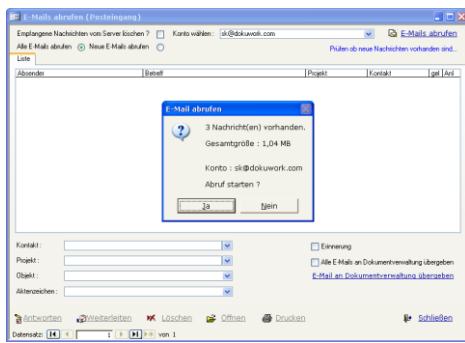 E-Mails abrufen (Posteingang)
Empfangene Nachrichten vom Server löschen ? Konto wählen: sk@dokuwork.com E-Mails abrufen
Alle E-Mails abrufen Neue E-Mails abrufen Prüfen ob neue Nachrichten vorhanden sind...
Liste
Absender Betreff Projekt Kontakt gel Anl
E-Mail abrufen
3 Nachricht(en) vorhanden.
Gesamtgröße : 1,04 MB
Konto : sk@dokuwork.com
Abruf starten ?
Ja Nein
Kontakt: Erinnerung
Projekt: Alle E-Mails an Dokumentverwaltung übergeben
Objekt: E-Mail an Dokumentverwaltung übergeben
Aktenzeichen:
Antworten Weiterleiten Löschen Öffnen Drucken Schließen
Datensatz: 1 von 1